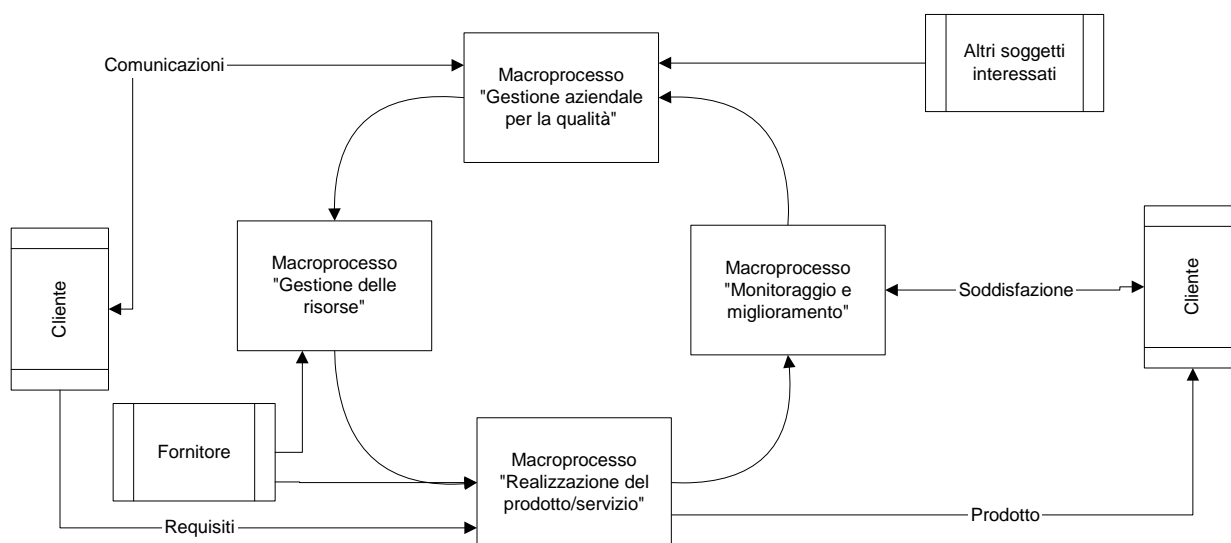 Altri soggetti
interessati
Comunicazioni
Macroprocesso
"Gestione aziendale
per la qualità"
Macroprocesso
"Gestione delle
risorse"
Macroprocesso
"Monitoraggio e
miglioramento"
Soddisfazione
Cliente
Cliente
Fornitore
Macroprocesso
"Realizzazione del
prodotto/servizio"
Requisiti
Prodotto